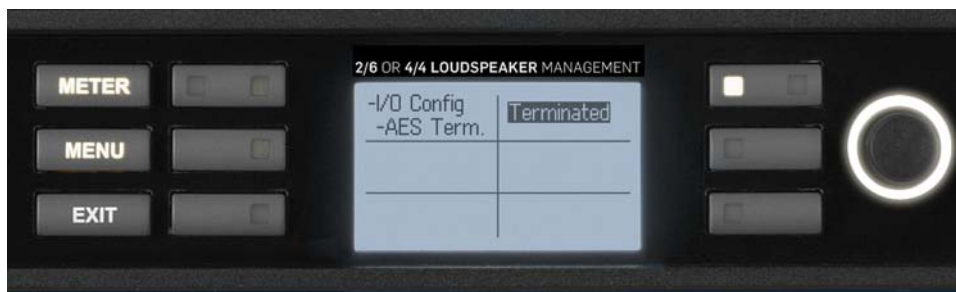 METER
MENU
EXIT
2/6 OR 4/4 LOUDSPEAKER MANAGEMENT
-I/O Config
-AES Term.
Terminated